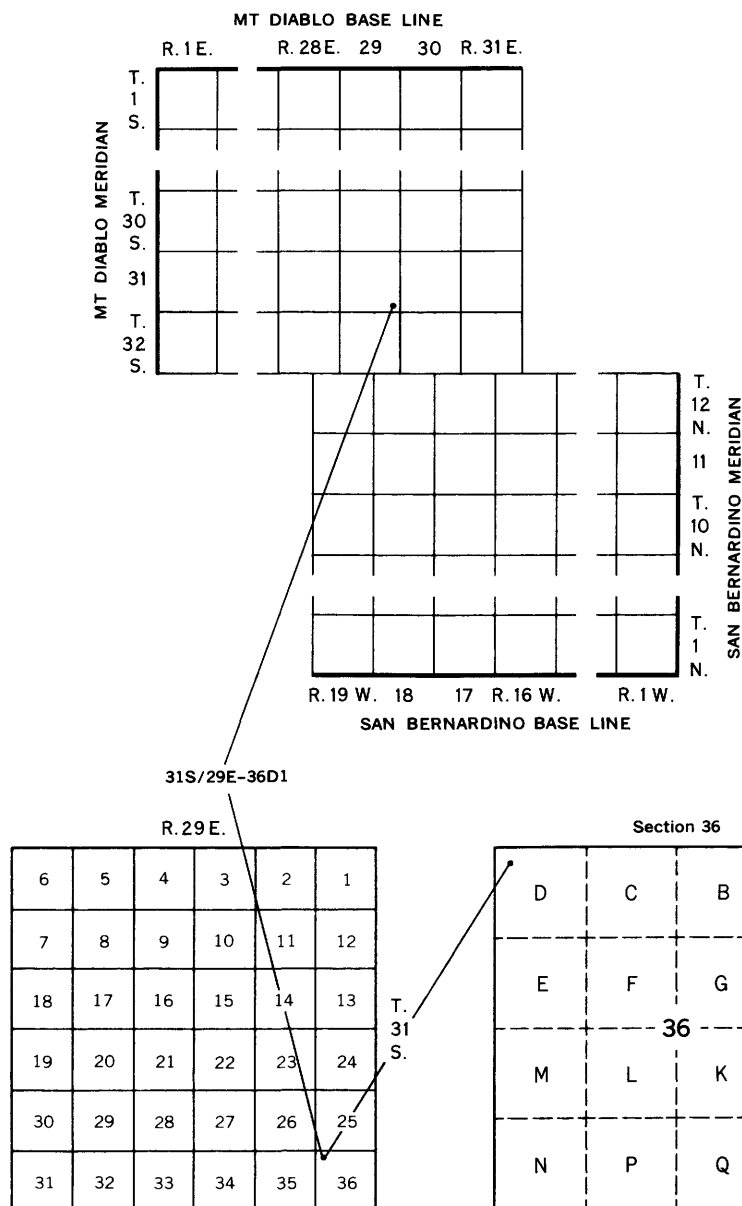 MT DIABLO BASE LINE
R. 1 E. R. 28 E. 29 30 R. 31 E.
T.
1
S.
MT DIABLO MERIDIAN
T.
30
S.
31
T.
32
S.
T.
12
N.
11
T.
10
N.
SAN BERNARDINO MERIDIAN
T.
1
N.
R. 19 W. 18 17 R. 16 W. R. 1 W.
SAN BERNARDINO BASE LINE
31S/29E-36D1
R. 29 E.
6 5 4 3 2 1
7 8 9 10 11 12
18 17 16 15 14 13
19 20 21 22 23 24
30 29 28 27 26 25
31 32 33 34 35 36
T.
31
S.
Section 36
D C B
E F G
36
M L K
N P Q